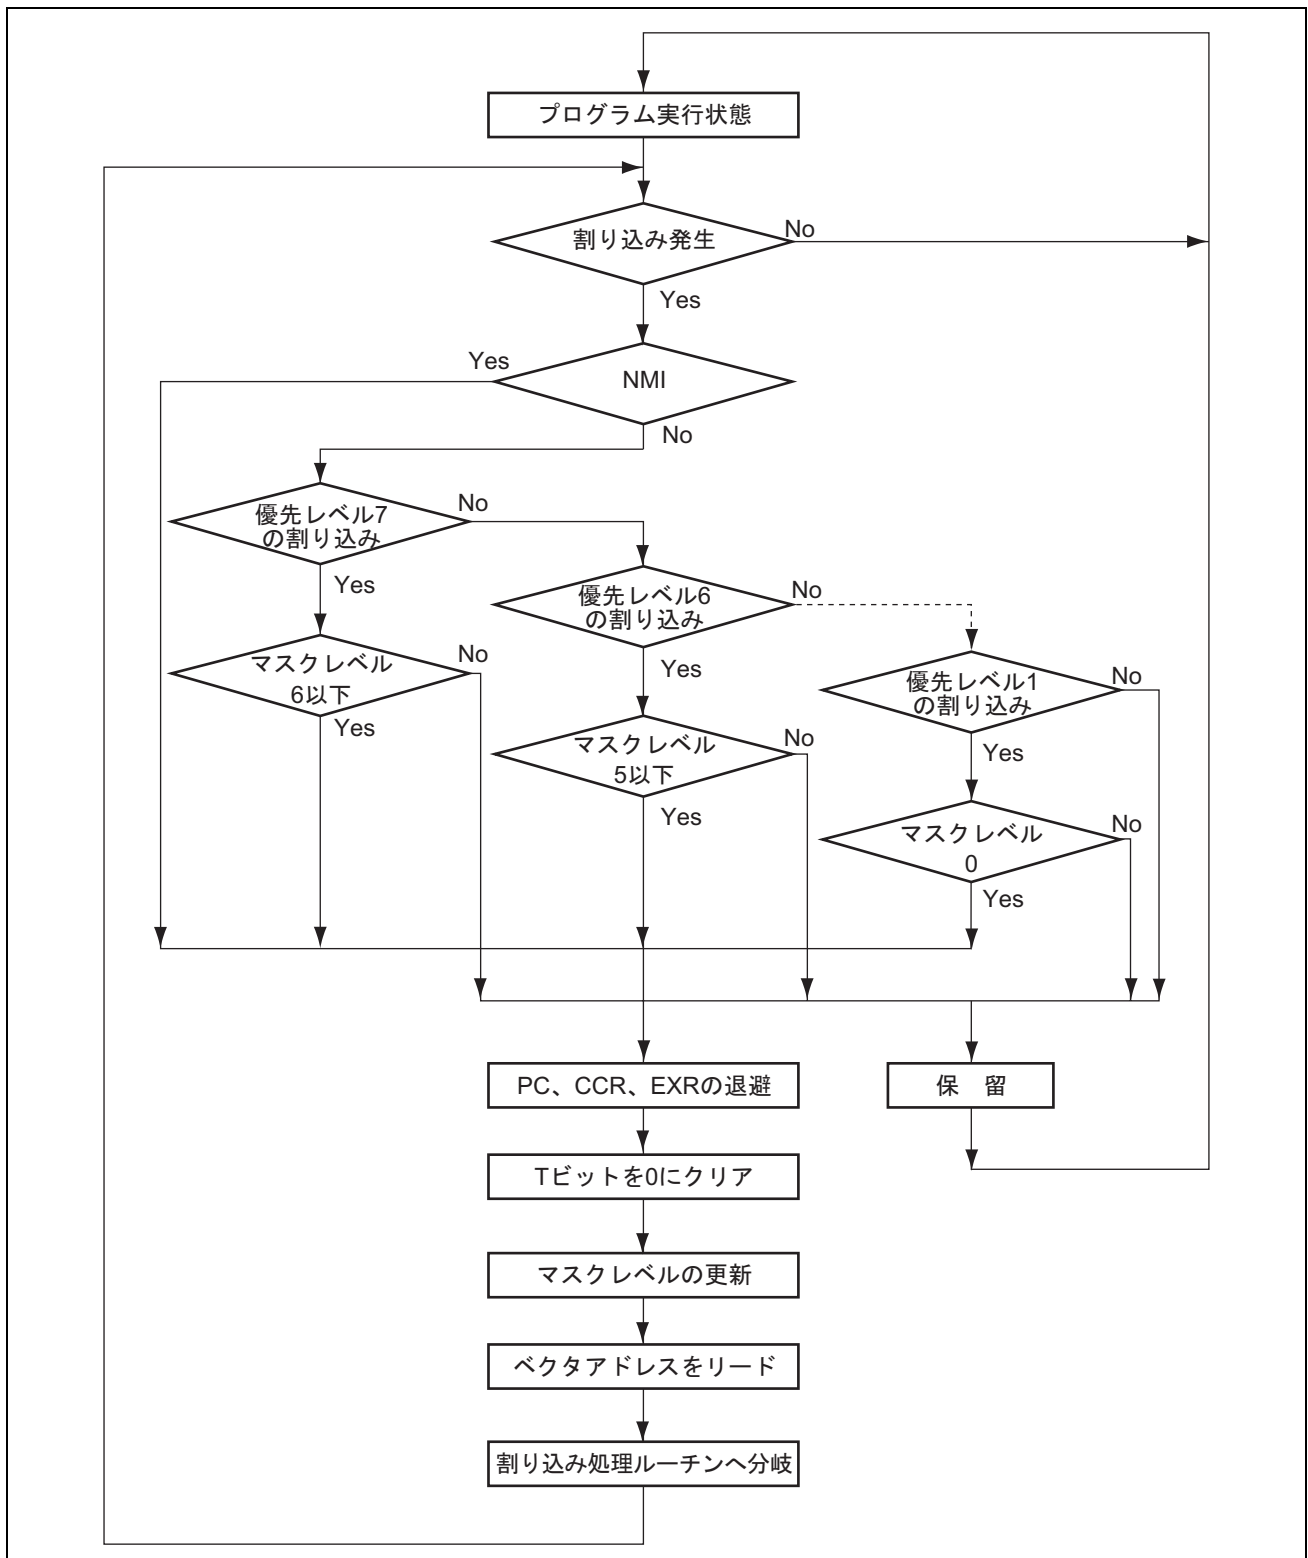 プログラム実行状態
割り込み発生
No
Yes
Yes
NMI
No
優先レベル7
の割り込み
No
Yes
優先レベル6
の割り込み
No
Yes
マスクレベル
6以下
No
Yes
優先レベル1
の割り込み
No
Yes
マスクレベル
5以下
No
Yes
マスクレベル
0
No
Yes
PC、CCR、EXRの退避
保 留
Tビットを0にクリア
マスクレベルの更新
ベクタアドレスをリード
割り込み処理ルーチンへ分岐